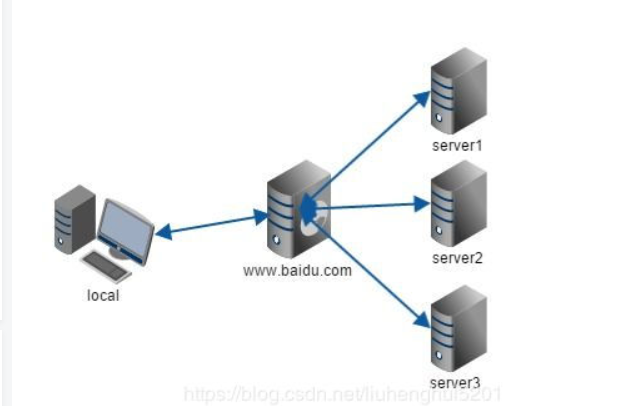 server1
server2
www.baidu.com
local
server3
https://blog.csdn.net/liuhenghui5201